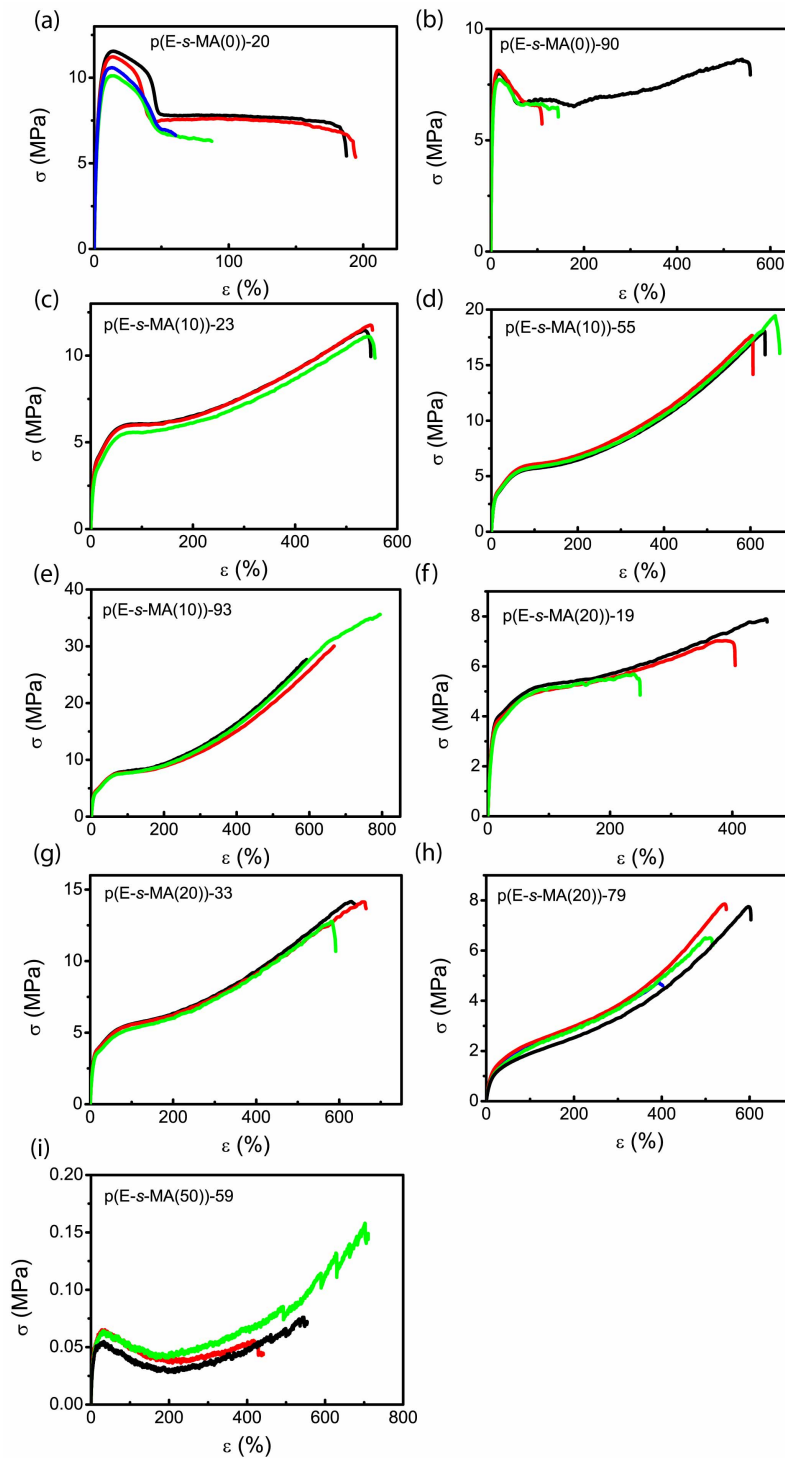 (a)
p(E-s-MA(0))-20
σ (MPa)
10
5
0
0 100 200
ε (%)
(b)
p(E-s-MA(0))-90
σ (MPa)
10
5
0
0 200 400 600
ε (%)
(c)
p(E-s-MA(10))-23
σ (MPa)
10
5
0
0 200 400 600
ε (%)
(d)
p(E-s-MA(10))-55
σ (MPa)
20
15
10
5
0
0 200 400 600
ε (%)
(e)
p(E-s-MA(10))-93
σ (MPa)
40
30
20
10
0
0 200 400 600 800
ε (%)
(f)
p(E-s-MA(20))-19
σ (MPa)
8
6
4
2
0
0 200 400
ε (%)
(g)
p(E-s-MA(20))-33
σ (MPa)
15
10
5
0
0 200 400 600
ε (%)
(h)
p(E-s-MA(20))-79
σ (MPa)
8
6
4
2
0
0 200 400 600
ε (%)
(i)
p(E-s-MA(50))-59
σ (MPa)
0.20
0.15
0.10
0.05
0.00
0 200 400 600 800
ε (%)